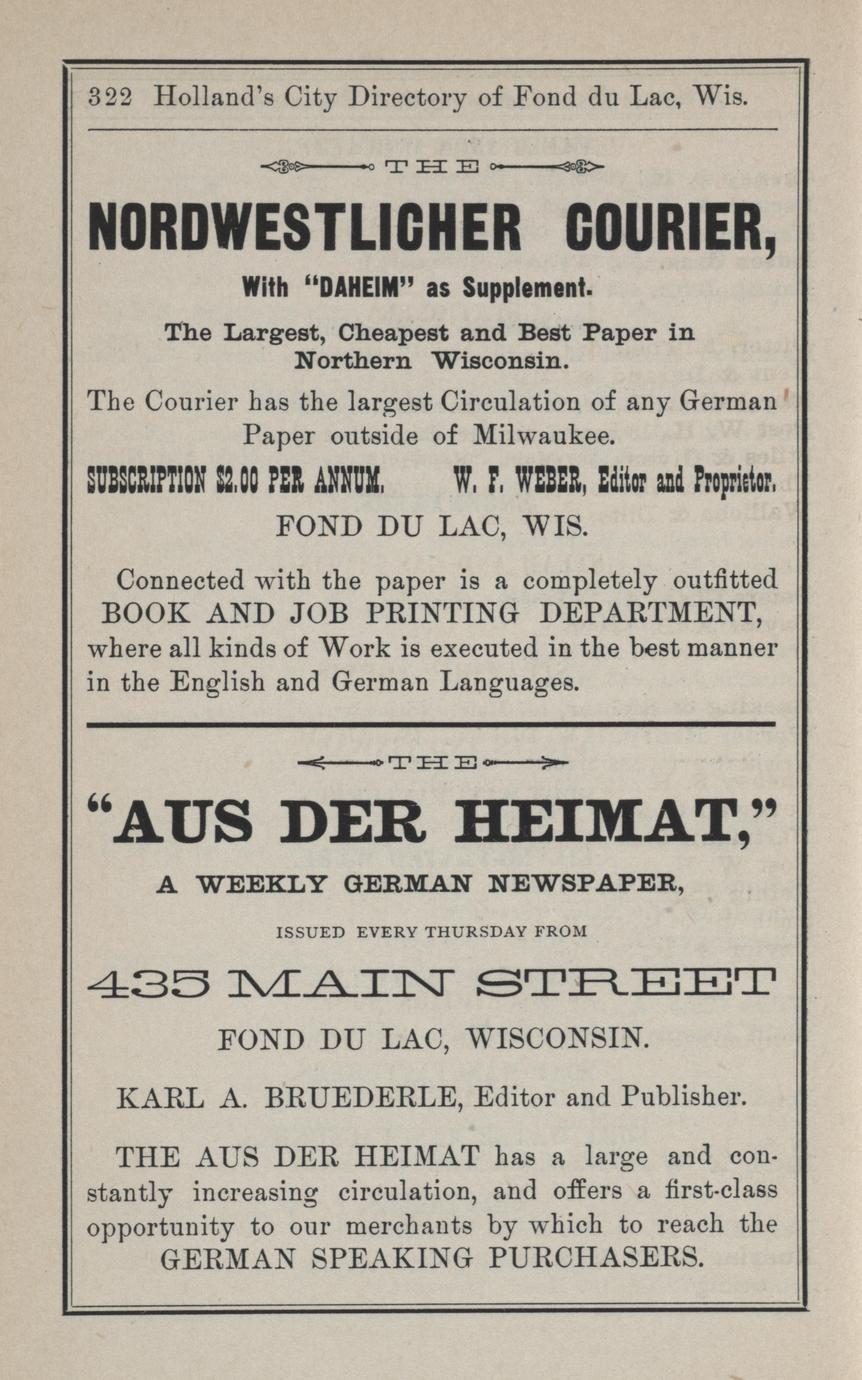 322 Holland's City Directory of Fond du Lac, Wis.
THE
NORDWESTLICHER COURIER,
With "DAHEIM" as Supplement.
The Largest, Cheapest and Best Paper in
Northern Wisconsin.
The Courier has the largest Circulation of any German
Paper outside of Milwaukee.
SUBSCRIPTION $2.00 PER ANNUM. W. F. WEBER, Editor and Proprietor.
FOND DU LAC, WIS.
Connected with the paper is a completely outfitted
BOOK AND JOB PRINTING DEPARTMENT,
where all kinds of Work is executed in the best manner
in the English and German Languages.
THE
"AUS DER HEIMAT,"
A WEEKLY GERMAN NEWSPAPER,
ISSUED EVERY THURSDAY FROM
435 MAIN STREET
FOND DU LAC, WISCONSIN.
KARL A. BRUEDERLE, Editor and Publisher.
THE AUS DER HEIMAT has a large and con-
stantly increasing circulation, and offers a first-class
opportunity to our merchants by which to reach the
GERMAN SPEAKING PURCHASERS.